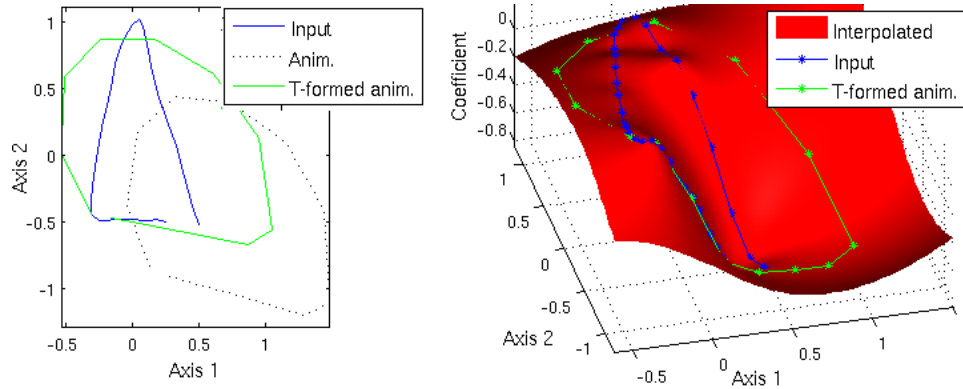 Input
Anim.
T-formed anim.
1
0.5
0
-0.5
-1
Axis 2
-0.5
0
0.5
1
Axis 1
Interpolated
Input
T-formed anim.
0
-0.2
-0.4
-0.6
-0.8
Coefficient
1
0.5
0
-0.5
-1
Axis 2
-0.5
0
0.5
1
Axis 1